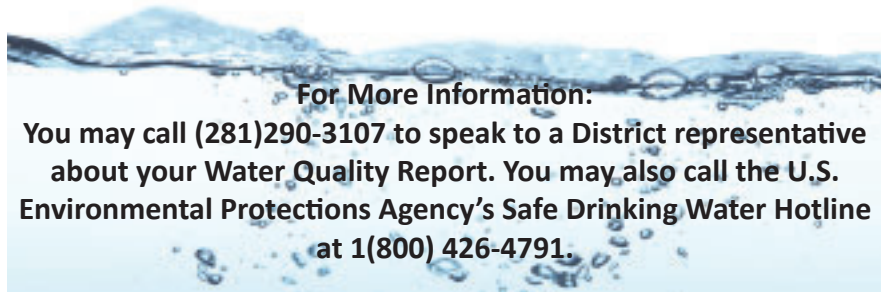 For More Information:
You may call (281)290-3107 to speak to a District representative
about your Water Quality Report. You may also call the U.S.
Environmental Protections Agency’s Safe Drinking Water Hotline
at 1(800) 426-4791.